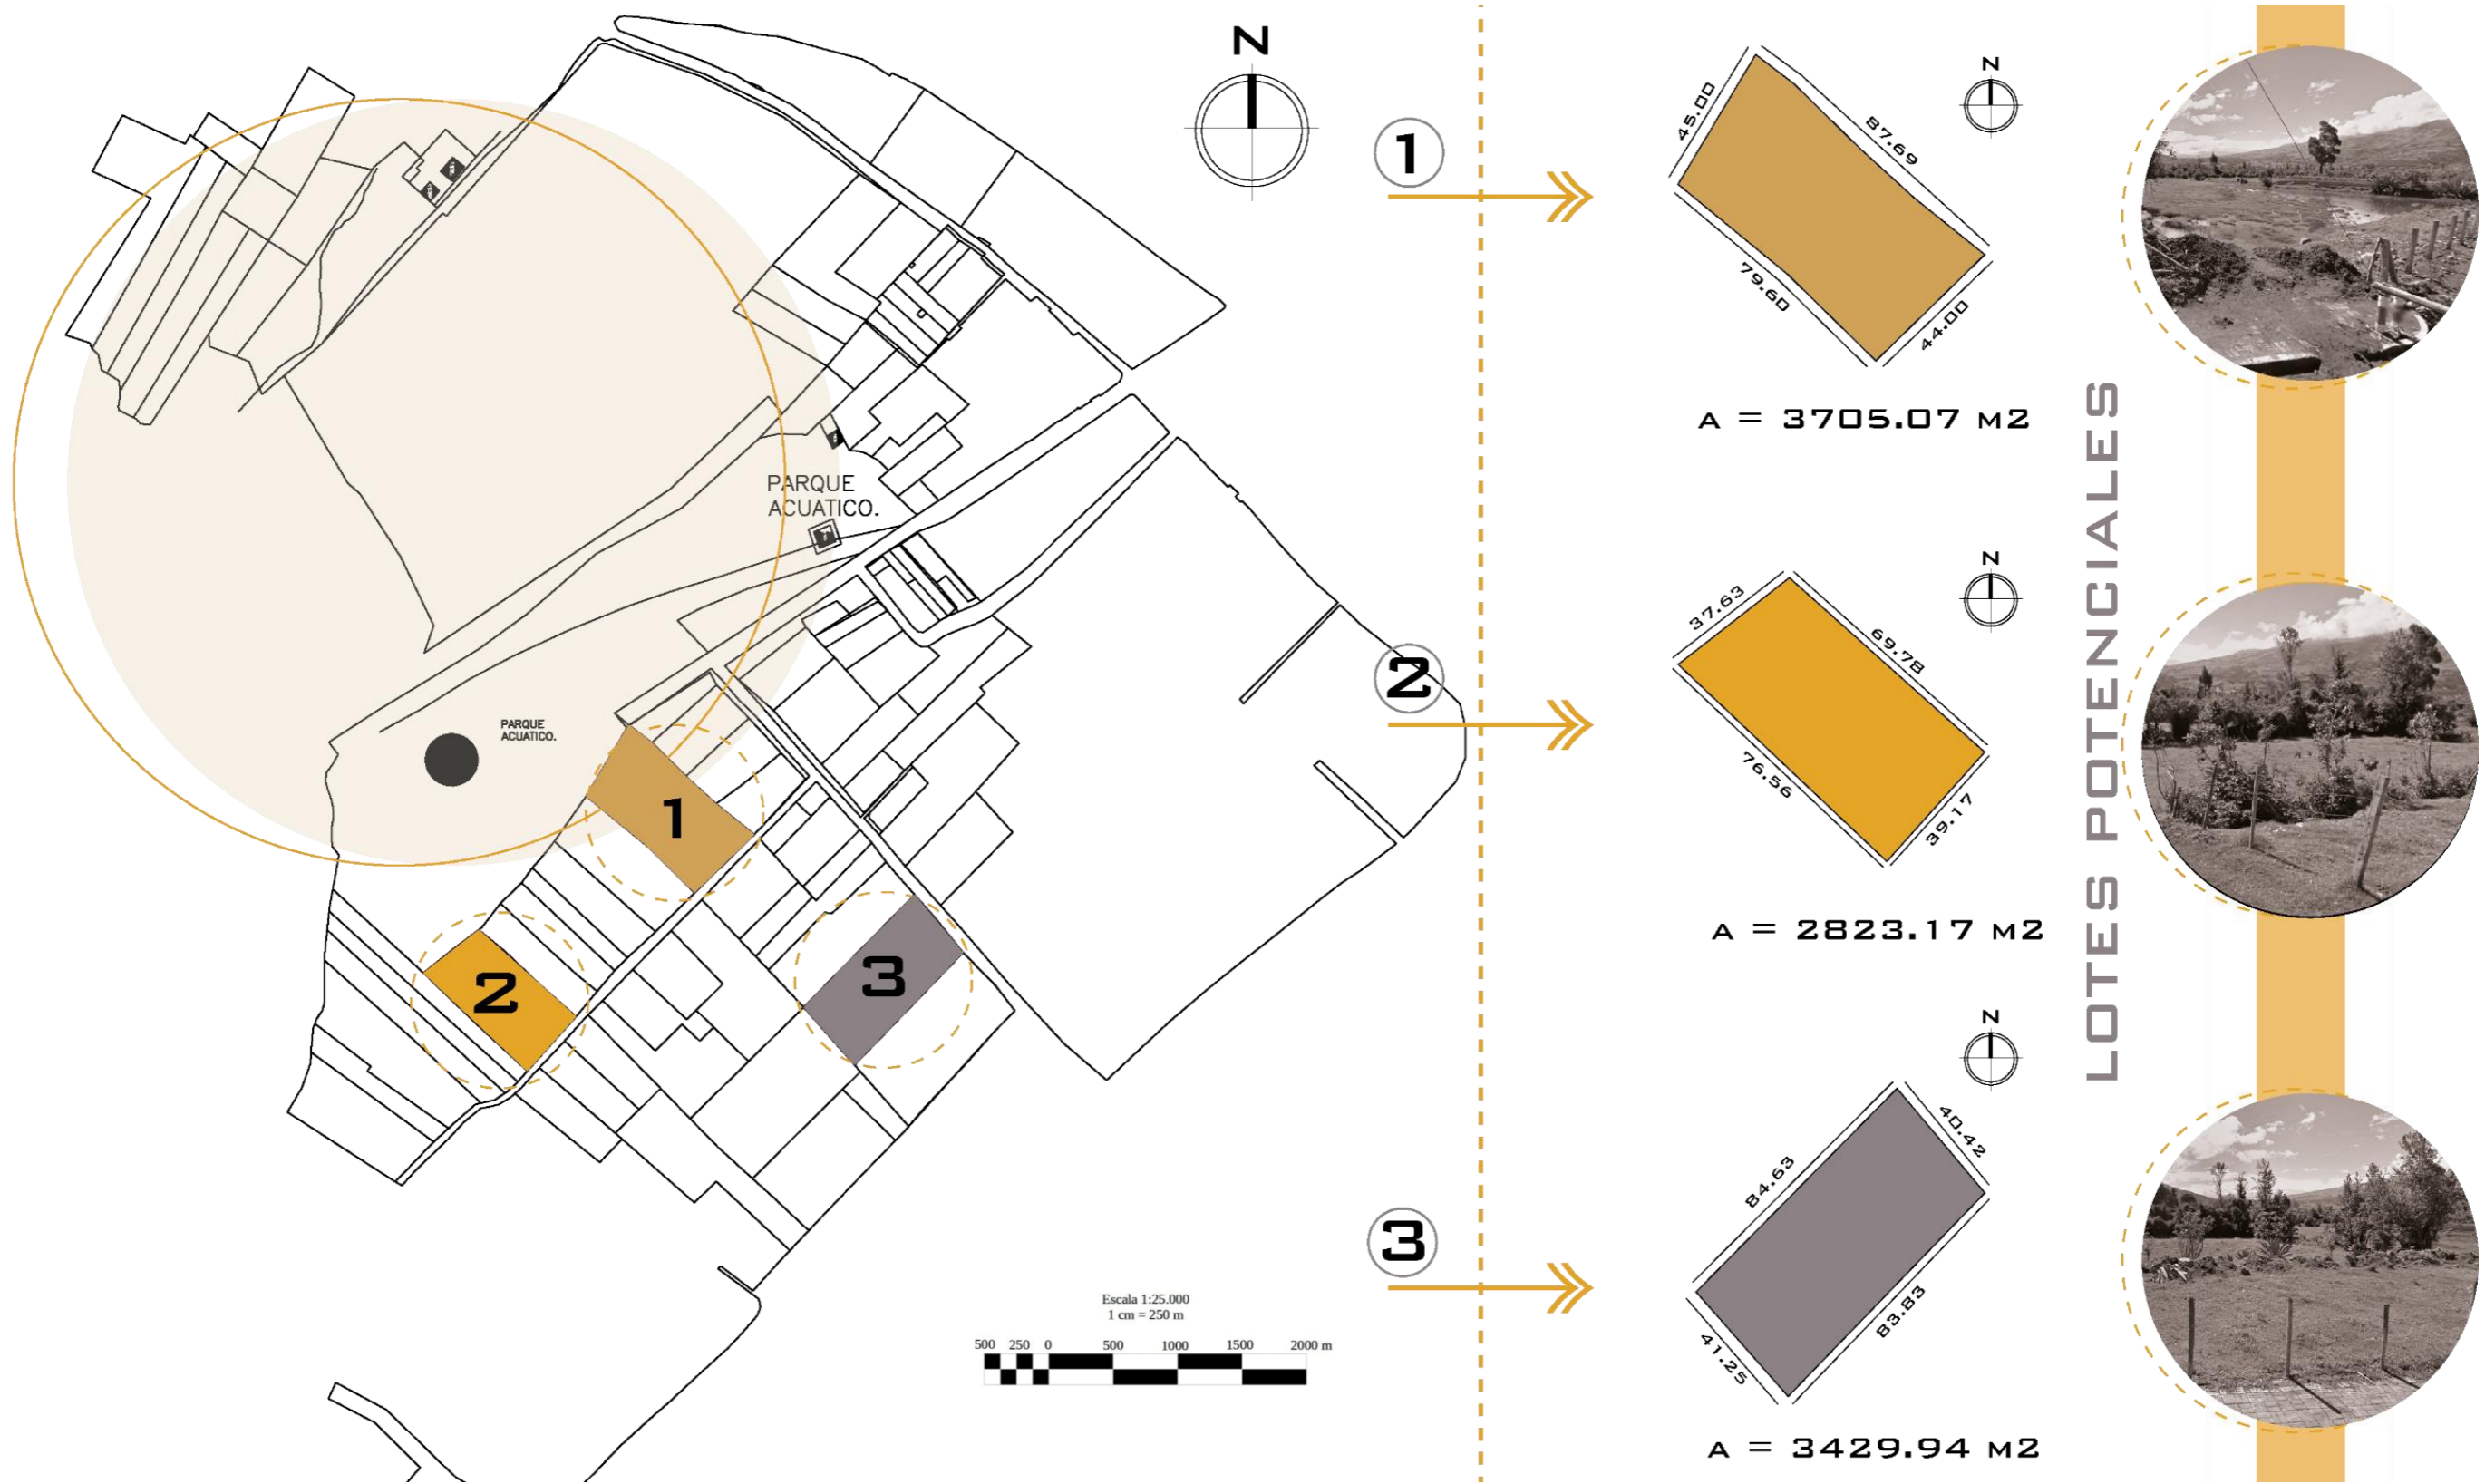 N
PARQUE
ACUATICO.
PARQUE
ACUATICO.
1
2
3
Escala 1:25.000
1 cm = 250 m
500 250 0 500 1000 1500 2000 m
1
N
45.00
87.69
79.60
44.00
A = 3705.07 M2
2
N
37.63
69.78
76.56
39.17
A = 2823.17 M2
3
N
84.63
40.42
41.25
83.83
A = 3429.94 M2
LOTES POTENCIALES